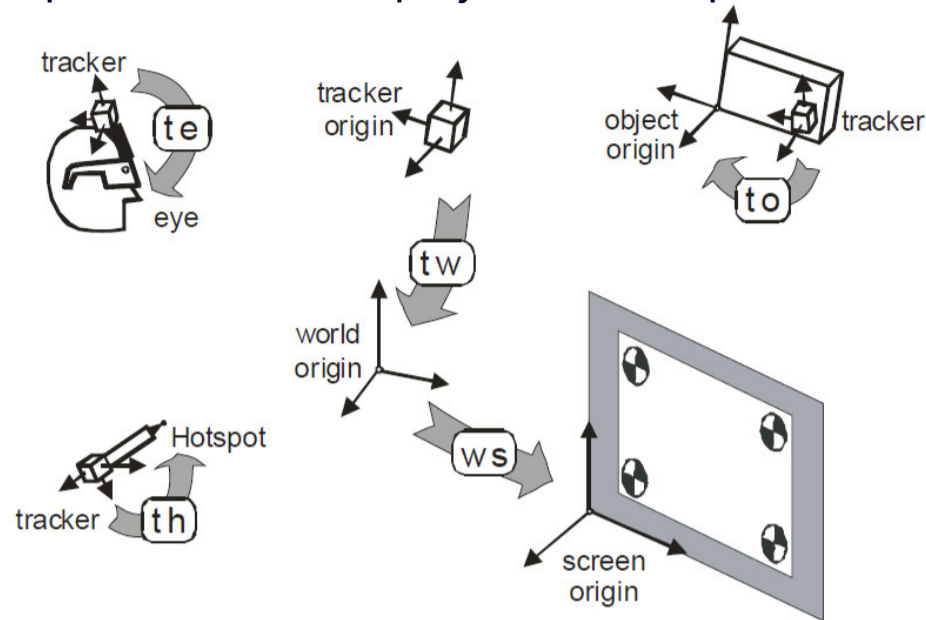 tracker
te
eye
tracker
origin
object
origin
tracker
to
tw
world
origin
Hotspot
tracker
th
ws
screen
origin